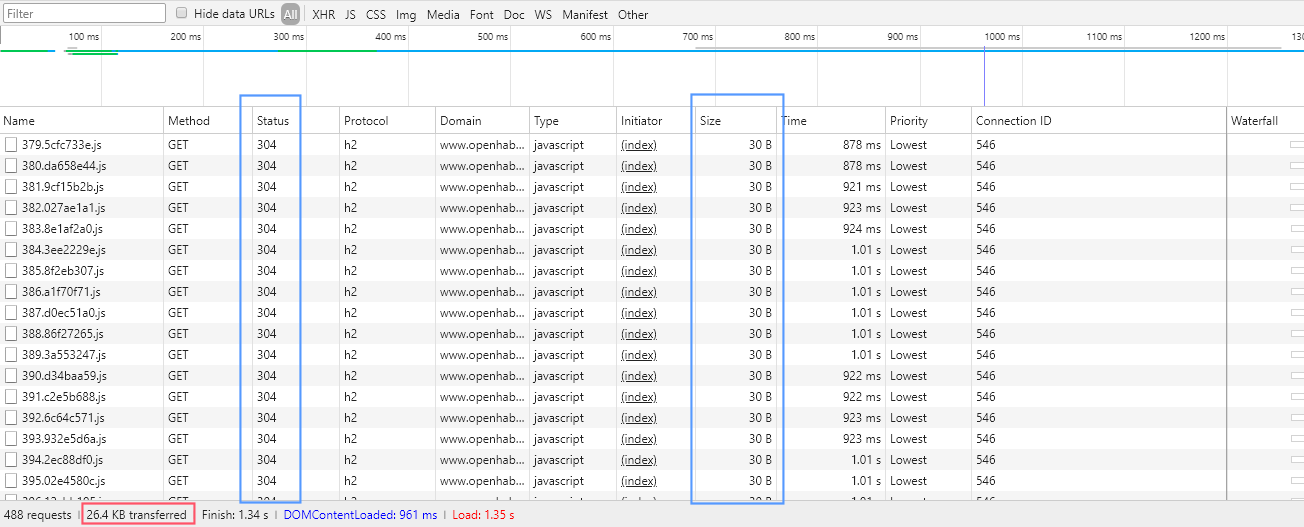 Filter Hide data URLs All XHR JS CSS Img Media Font Doc WS Manifest Other
100 ms 200 ms 300 ms 400 ms 500 ms 600 ms 700 ms 800 ms 900 ms 1000 ms 1100 ms 1200 ms 130
Name Method Status Protocol Domain Type Initiator Size Time Priority Connection ID Waterfall
379.5cfc733e.js GET 304 h2 www.openhab... javascript (index) 30 B 878 ms Lowest 546
380.da658e44.js GET 304 h2 www.openhab... javascript (index) 30 B 878 ms Lowest 546
381.9cf15b2b.js GET 304 h2 www.openhab... javascript (index) 30 B 921 ms Lowest 546
382.027ae1a1.js GET 304 h2 www.openhab... javascript (index) 30 B 923 ms Lowest 546
383.8e1af2a0.js GET 304 h2 www.openhab... javascript (index) 30 B 924 ms Lowest 546
384.3ee2229e.js GET 304 h2 www.openhab... javascript (index) 30 B 1.01 s Lowest 546
385.8f2eb307.js GET 304 h2 www.openhab... javascript (index) 30 B 1.01 s Lowest 546
386.a1f70f71.js GET 304 h2 www.openhab... javascript (index) 30 B 1.01 s Lowest 546
387.d0ec51a0.js GET 304 h2 www.openhab... javascript (index) 30 B 1.01 s Lowest 546
388.86f27265.js GET 304 h2 www.openhab... javascript (index) 30 B 1.01 s Lowest 546
389.3a553247.js GET 304 h2 www.openhab... javascript (index) 30 B 1.01 s Lowest 546
390.d34baa59.js GET 304 h2 www.openhab... javascript (index) 30 B 922 ms Lowest 546
391.c2e5b688.js GET 304 h2 www.openhab... javascript (index) 30 B 922 ms Lowest 546
392.6c64c571.js GET 304 h2 www.openhab... javascript (index) 30 B 923 ms Lowest 546
393.932e5d6a.js GET 304 h2 www.openhab... javascript (index) 30 B 923 ms Lowest 546
394.2ec88df0.js GET 304 h2 www.openhab... javascript (index) 30 B 1.01 s Lowest 546
395.02e4580c.js GET 304 h2 www.openhab... javascript (index) 30 B 1.01 s Lowest 546
GET 304 h2 www.openhab... javascript (index) 30 B 1.01 s Lowest 546
488 requests | 26.4 KB transferred | Finish: 1.34 s | DOMContentLoaded: 961 ms | Load: 1.35 s